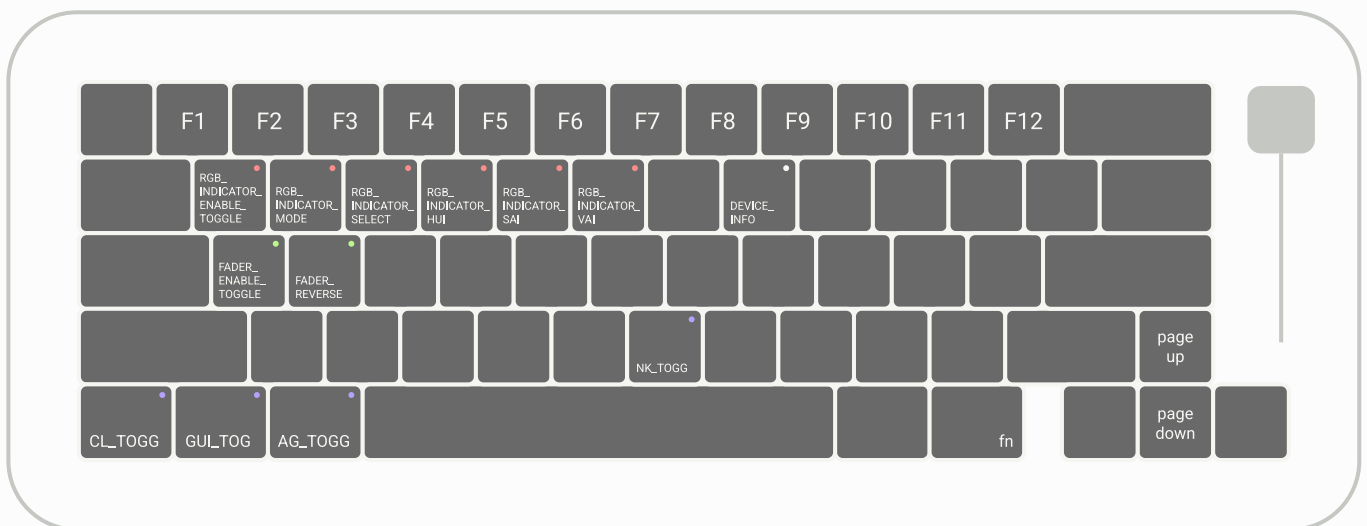 F1
F2
F3
F4
F5
F6
F7
F8
F9
F10
F11
F12
RGB_
INDICATOR_
ENABLE_
TOGGLE
RGB_
INDICATOR_
MODE
RGB_
INDICATOR_
SELECT
RGB_
INDICATOR_
HUI
RGB_
INDICATOR_
SAI
RGB_
INDICATOR_
VAI
DEVICE_
INFO
FADER_
ENABLE_
TOGGLE
FADER_
REVERSE
NK_TOGG
page
up
CL_TOGG
GUI_TOG
AG_TOGG
fn
page
down